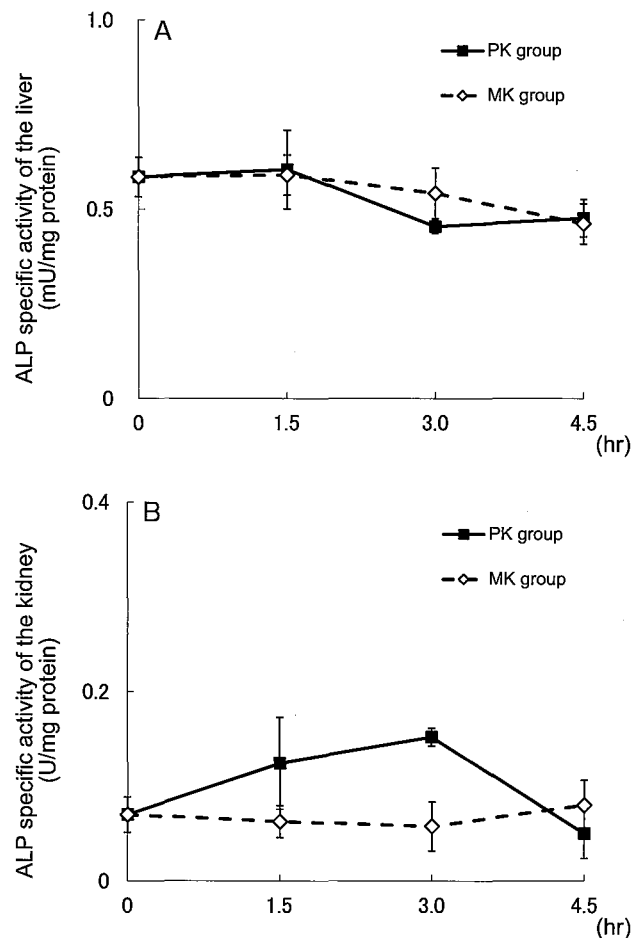 A
1.0
PK group
MK group
ALP specific activity of the liver
(mU/mg protein)
0.5
0
0
1.5
3.0
4.5
(hr)
B
0.4
PK group
MK group
ALP specific activity of the kidney
(U/mg protein)
0.2
0
0
1.5
3.0
4.5
(hr)